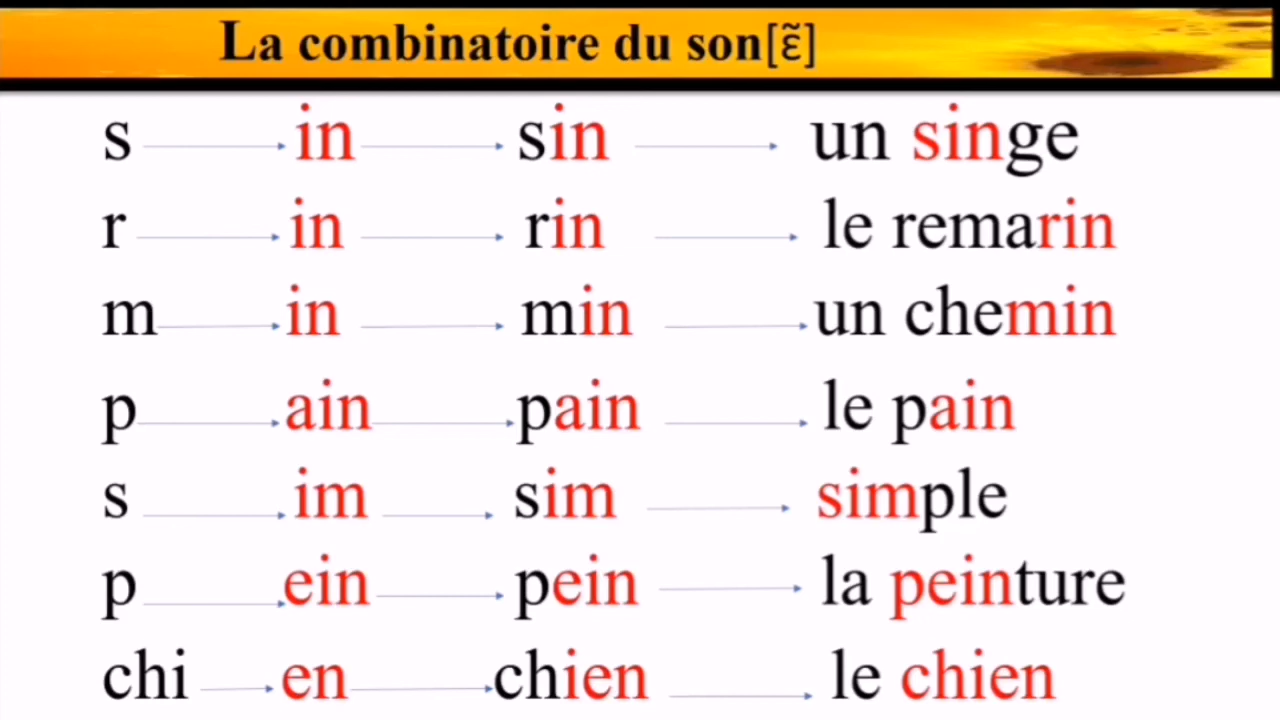 La combinatoire du son[ɛ̃]
s in sin un singe
r in rin le remarin
m in min un chemin
p ain pain le pain
s im sim simple
p ein pein la peinture
chi en chien le chien